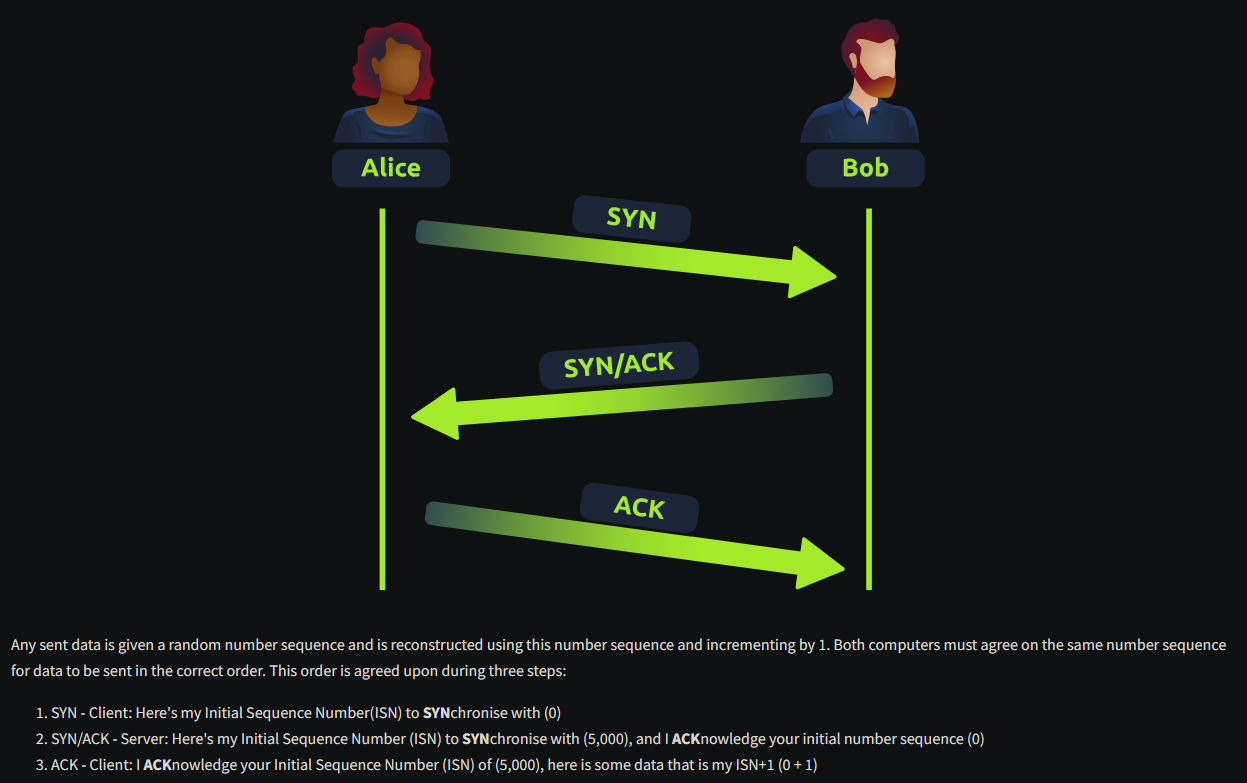 Alice
Bob
SYN
SYN/ACK
ACK
Any sent data is given a random number sequence and is reconstructed using this number sequence and incrementing by 1. Both computers must agree on the same number sequence
for data to be sent in the correct order. This order is agreed upon during three steps:
1. SYN - Client: Here's my Initial Sequence Number(ISN) to SYNchronise with (0)
2. SYN/ACK - Server: Here's my Initial Sequence Number (ISN) to SYNchronise with (5,000), and I ACKnowledge your initial number sequence (0)
3. ACK - Client: I ACKnowledge your Initial Sequence Number (ISN) of (5,000), here is some data that is my ISN+1 (0 + 1)